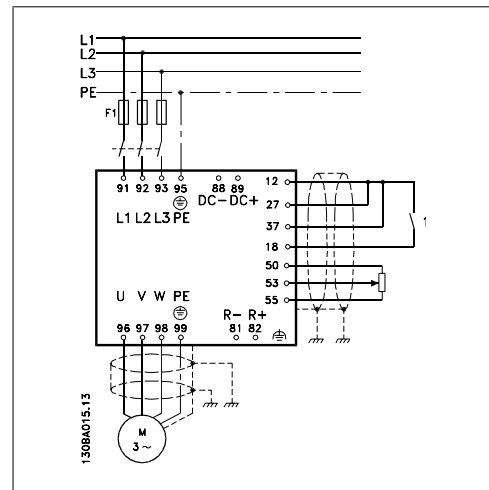 L1
L2
L3
PE
F1
91 92 93 95 88 89 12
DC- DC+
L1 L2 L3 PE
27
37
18
1
50
53
55
U V W PE
R- R+
96 97 98 99 81 82
M
3 ~
130BA015.13